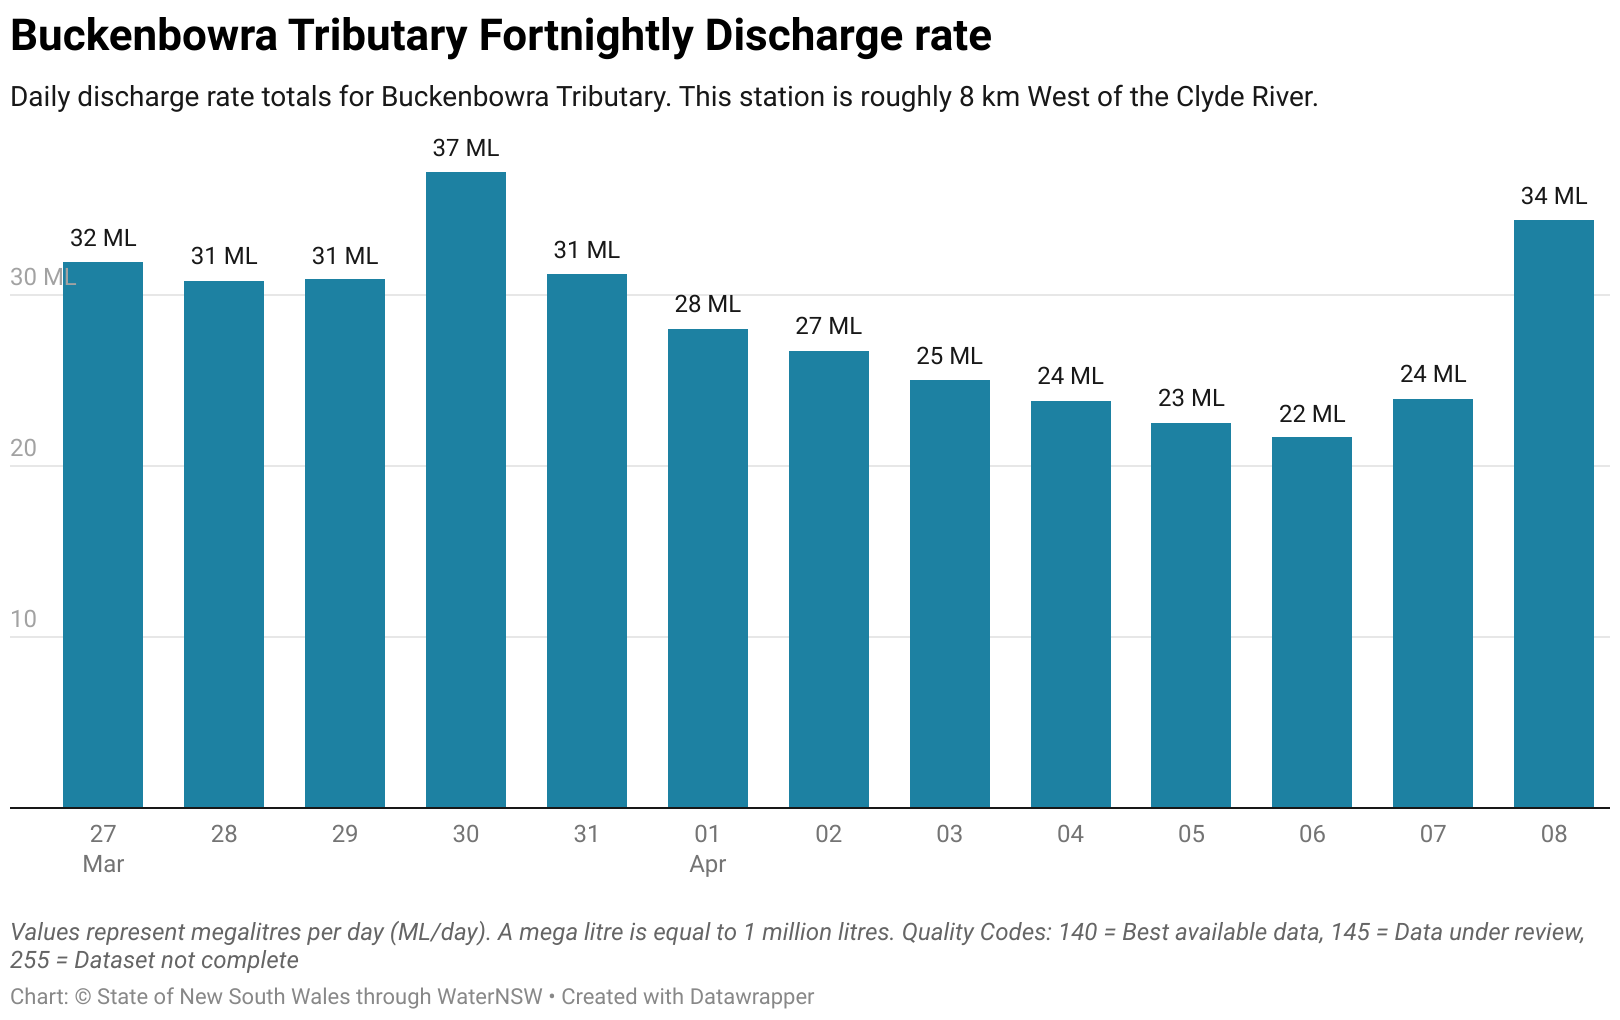 Buckenbowra Tributary Fortnightly Discharge rate
Daily discharge rate totals for Buckenbowra Tributary. This station is roughly 8 km West of the Clyde River.
37 ML
34 ML
32 ML
31 ML
31 ML
31 ML
30 ML
28 ML
27 ML
25 ML
24 ML
23 ML
22 ML
24 ML
20
10
27 28 29 30 31 01 02 03 04 05 06 07 08
Mar Apr
Values represent megalitres per day (ML/day). A mega litre is equal to 1 million litres. Quality Codes: 140 = Best available data, 145 = Data under review,
255 = Dataset not complete
Chart: © State of New South Wales through WaterNSW • Created with Datawrapper